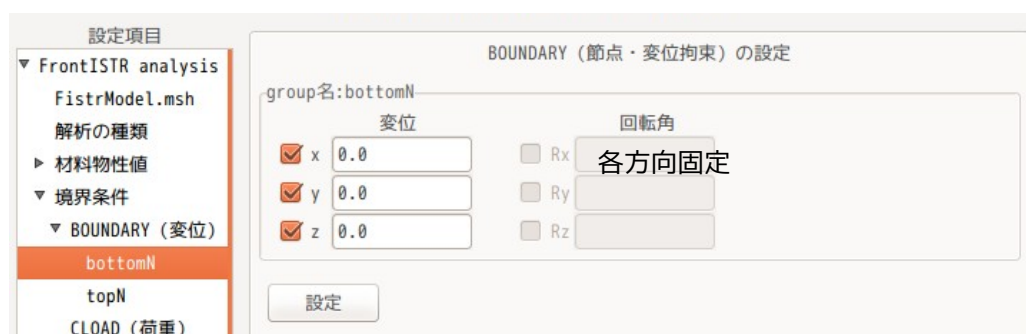 設定項目
▼ FrontISTR analysis
FistrModel.msh
解析の種類
▶ 材料物性値
▼ 境界条件
▼ BOUNDARY (変位)
bottomN
topN
CLOAD (荷重)
BOUNDARY (節点・変位拘束) の設定
group名:bottomN
変位 回転角
x 0.0 Rx
各方向固定
y 0.0 Ry
z 0.0 Rz
設定